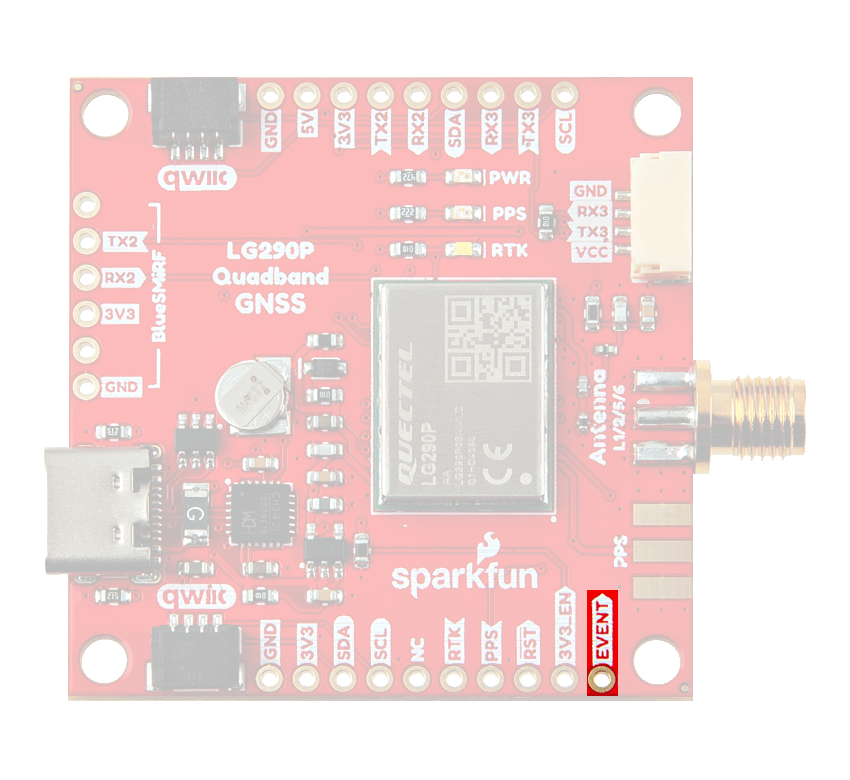 GND
5V
3V3
TX2
RX2
SDA
RX3
TX3
SCL
qwiic
PWR
PPS
RTK
GND
RX3
TX3
VCC
TX2
RX2
3V3
GND
BlueSMiRF
LG290P
Quadband
GNSS
QUECTEL
LG290P
AA
CE
Antenna
L1/2/5/6
PPS
G
sparkfun
qwiic
GND
3V3
SDA
SCL
NC
RTK
PPS
RST
3V3_EN
EVENT